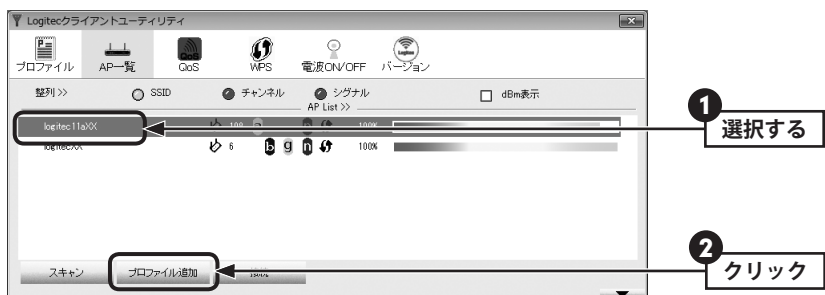 Logitecクライアントユーティリティ
プロファイル AP一覧 QoS WPS 電波ON/OFF バージョン
整列 >> SSID チャンネル シグナル dBm表示
AP List >>
logitec11aXX 100%
logitecXX 6 b g n 100%
1 選択する
2 クリック
スキャン プロファイル追加